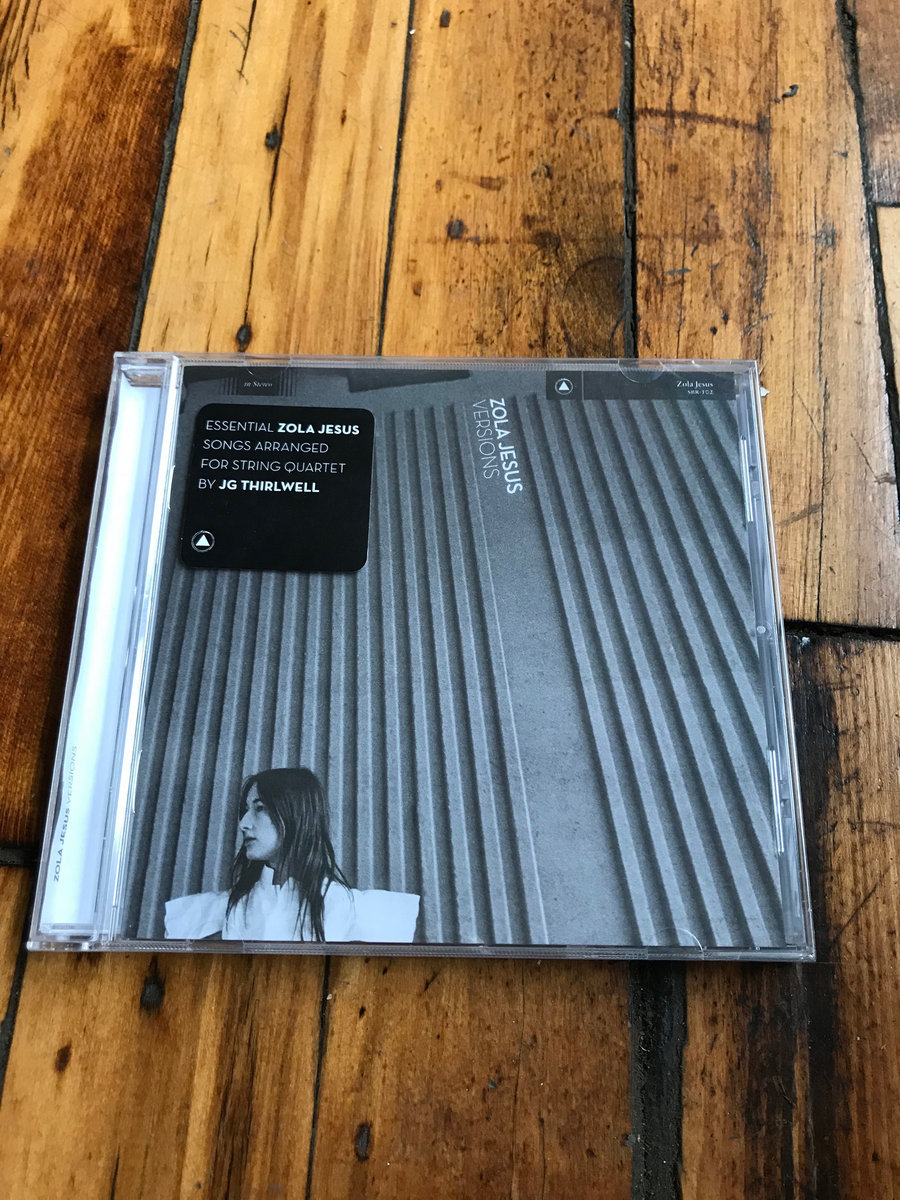 in Stereo
Zola Jesus
SBR-102
ESSENTIAL ZOLA JESUS
SONGS ARRANGED
FOR STRING QUARTET
BY JG THIRLWELL
ZOLA JESUS
VERSIONS
ZOLA JESUS VERSIONS